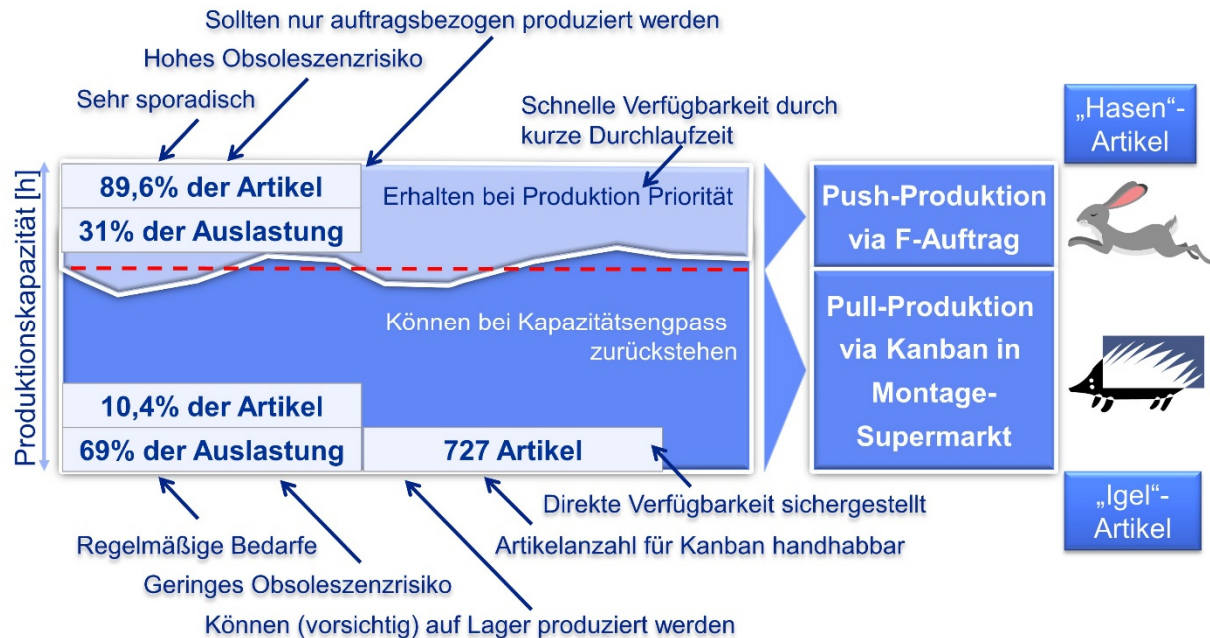 Sollten nur auftragsbezogen produziert werden
Hohes Obsoleszenzrisiko
Sehr sporadisch
Schnelle Verfügbarkeit durch
kurze Durchlaufzeit
„Hasen“-
Artikel
Produktionskapazität [h]
89,6% der Artikel
31% der Auslastung
Erhalten bei Produktion Priorität
Push-Produktion
via F-Auftrag
Können bei Kapazitätsengpass
zurückstehen
Pull-Produktion
via Kanban in
Montage-
Supermarkt
10,4% der Artikel
69% der Auslastung
727 Artikel
Direkte Verfügbarkeit sichergestellt
„Igel“-
Artikel
Regelmäßige Bedarfe
Artikelanzahl für Kanban handhabbar
Geringes Obsoleszenzrisiko
Können (vorsichtig) auf Lager produziert werden